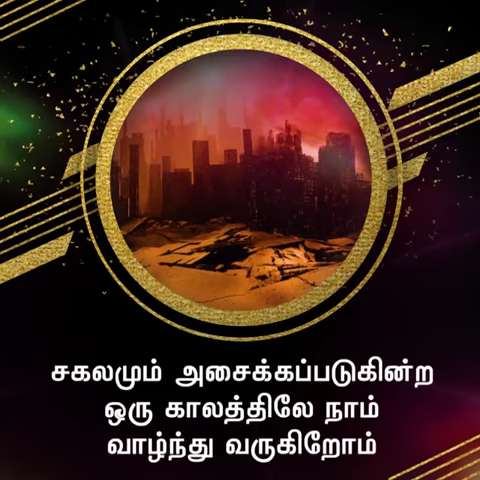 சகலமும் அசைக்கப்படுகின்ற
ஒரு காலத்திலே நாம்
வாழ்ந்து வருகிறோம்